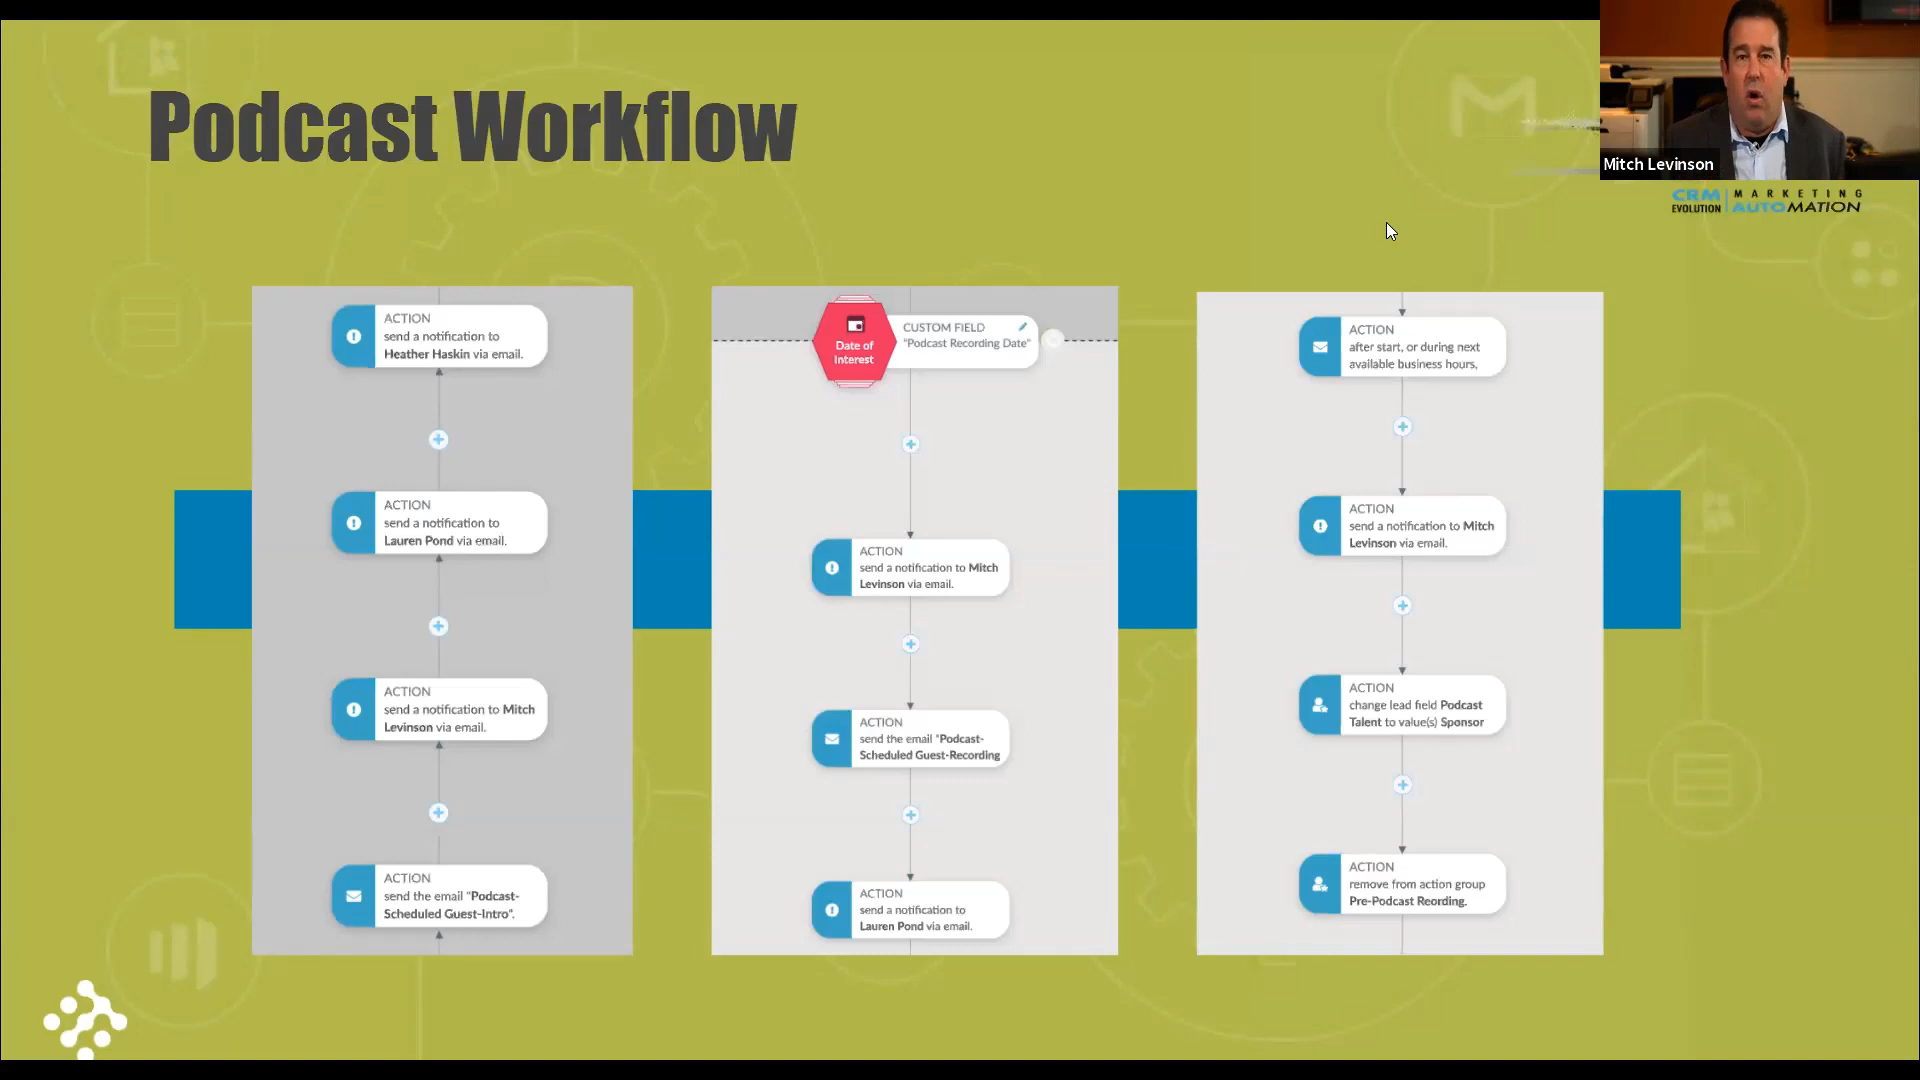 Podcast Workflow
Mitch Levinson
CRM EVOLUTION | MARKETING AUTOMATION
ACTION
send a notification to
Heather Haskin via email.
ACTION
send a notification to
Lauren Pond via email.
ACTION
send a notification to Mitch
Levinson via email.
ACTION
send the email "Podcast-
Scheduled Guest-Intro".
Date of
Interest
CUSTOM FIELD
"Podcast Recording Date"
ACTION
send a notification to Mitch
Levinson via email.
ACTION
send the email "Podcast-
Scheduled Guest-Recording
ACTION
send a notification to
Lauren Pond via email.
ACTION
after start, or during next
available business hours,
ACTION
send a notification to Mitch
Levinson via email.
ACTION
change lead field Podcast
Talent to value(s) Sponsor
ACTION
remove from action group
Pre-Podcast Reording.